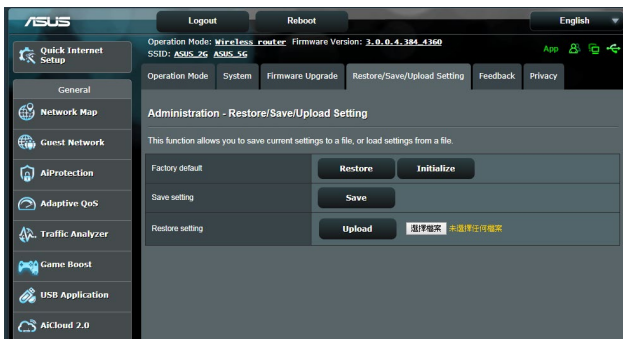 ASUS
Logout
Reboot
English
Quick Internet
Setup
Operation Mode: Wireless router Firmware Version: 3.0.0.4.384_4360
SSID: ASUS_2G ASUS_5G
App
Operation Mode System Firmware Upgrade Restore/Save/Upload Setting Feedback Privacy
General
Network Map
Guest Network
AiProtection
Adaptive QoS
Traffic Analyzer
Game Boost
USB Application
AiCloud 2.0
Administration - Restore/Save/Upload Setting
This function allows you to save current settings to a file, or load settings from a file.
Factory default Restore Initialize
Save setting Save
Restore setting Upload 選擇檔案 未選擇任何檔案